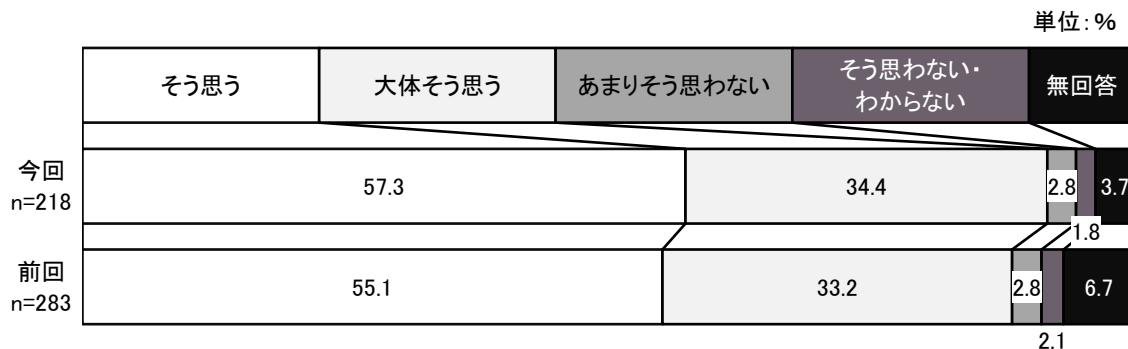 単位：％
そう思う
大体そう思う
あまりそう思わない
そう思わない・
わからない
無回答
今回
n=218
57.3
34.4
2.8
1.8
3.7
前回
n=283
55.1
33.2
2.8
2.1
6.7